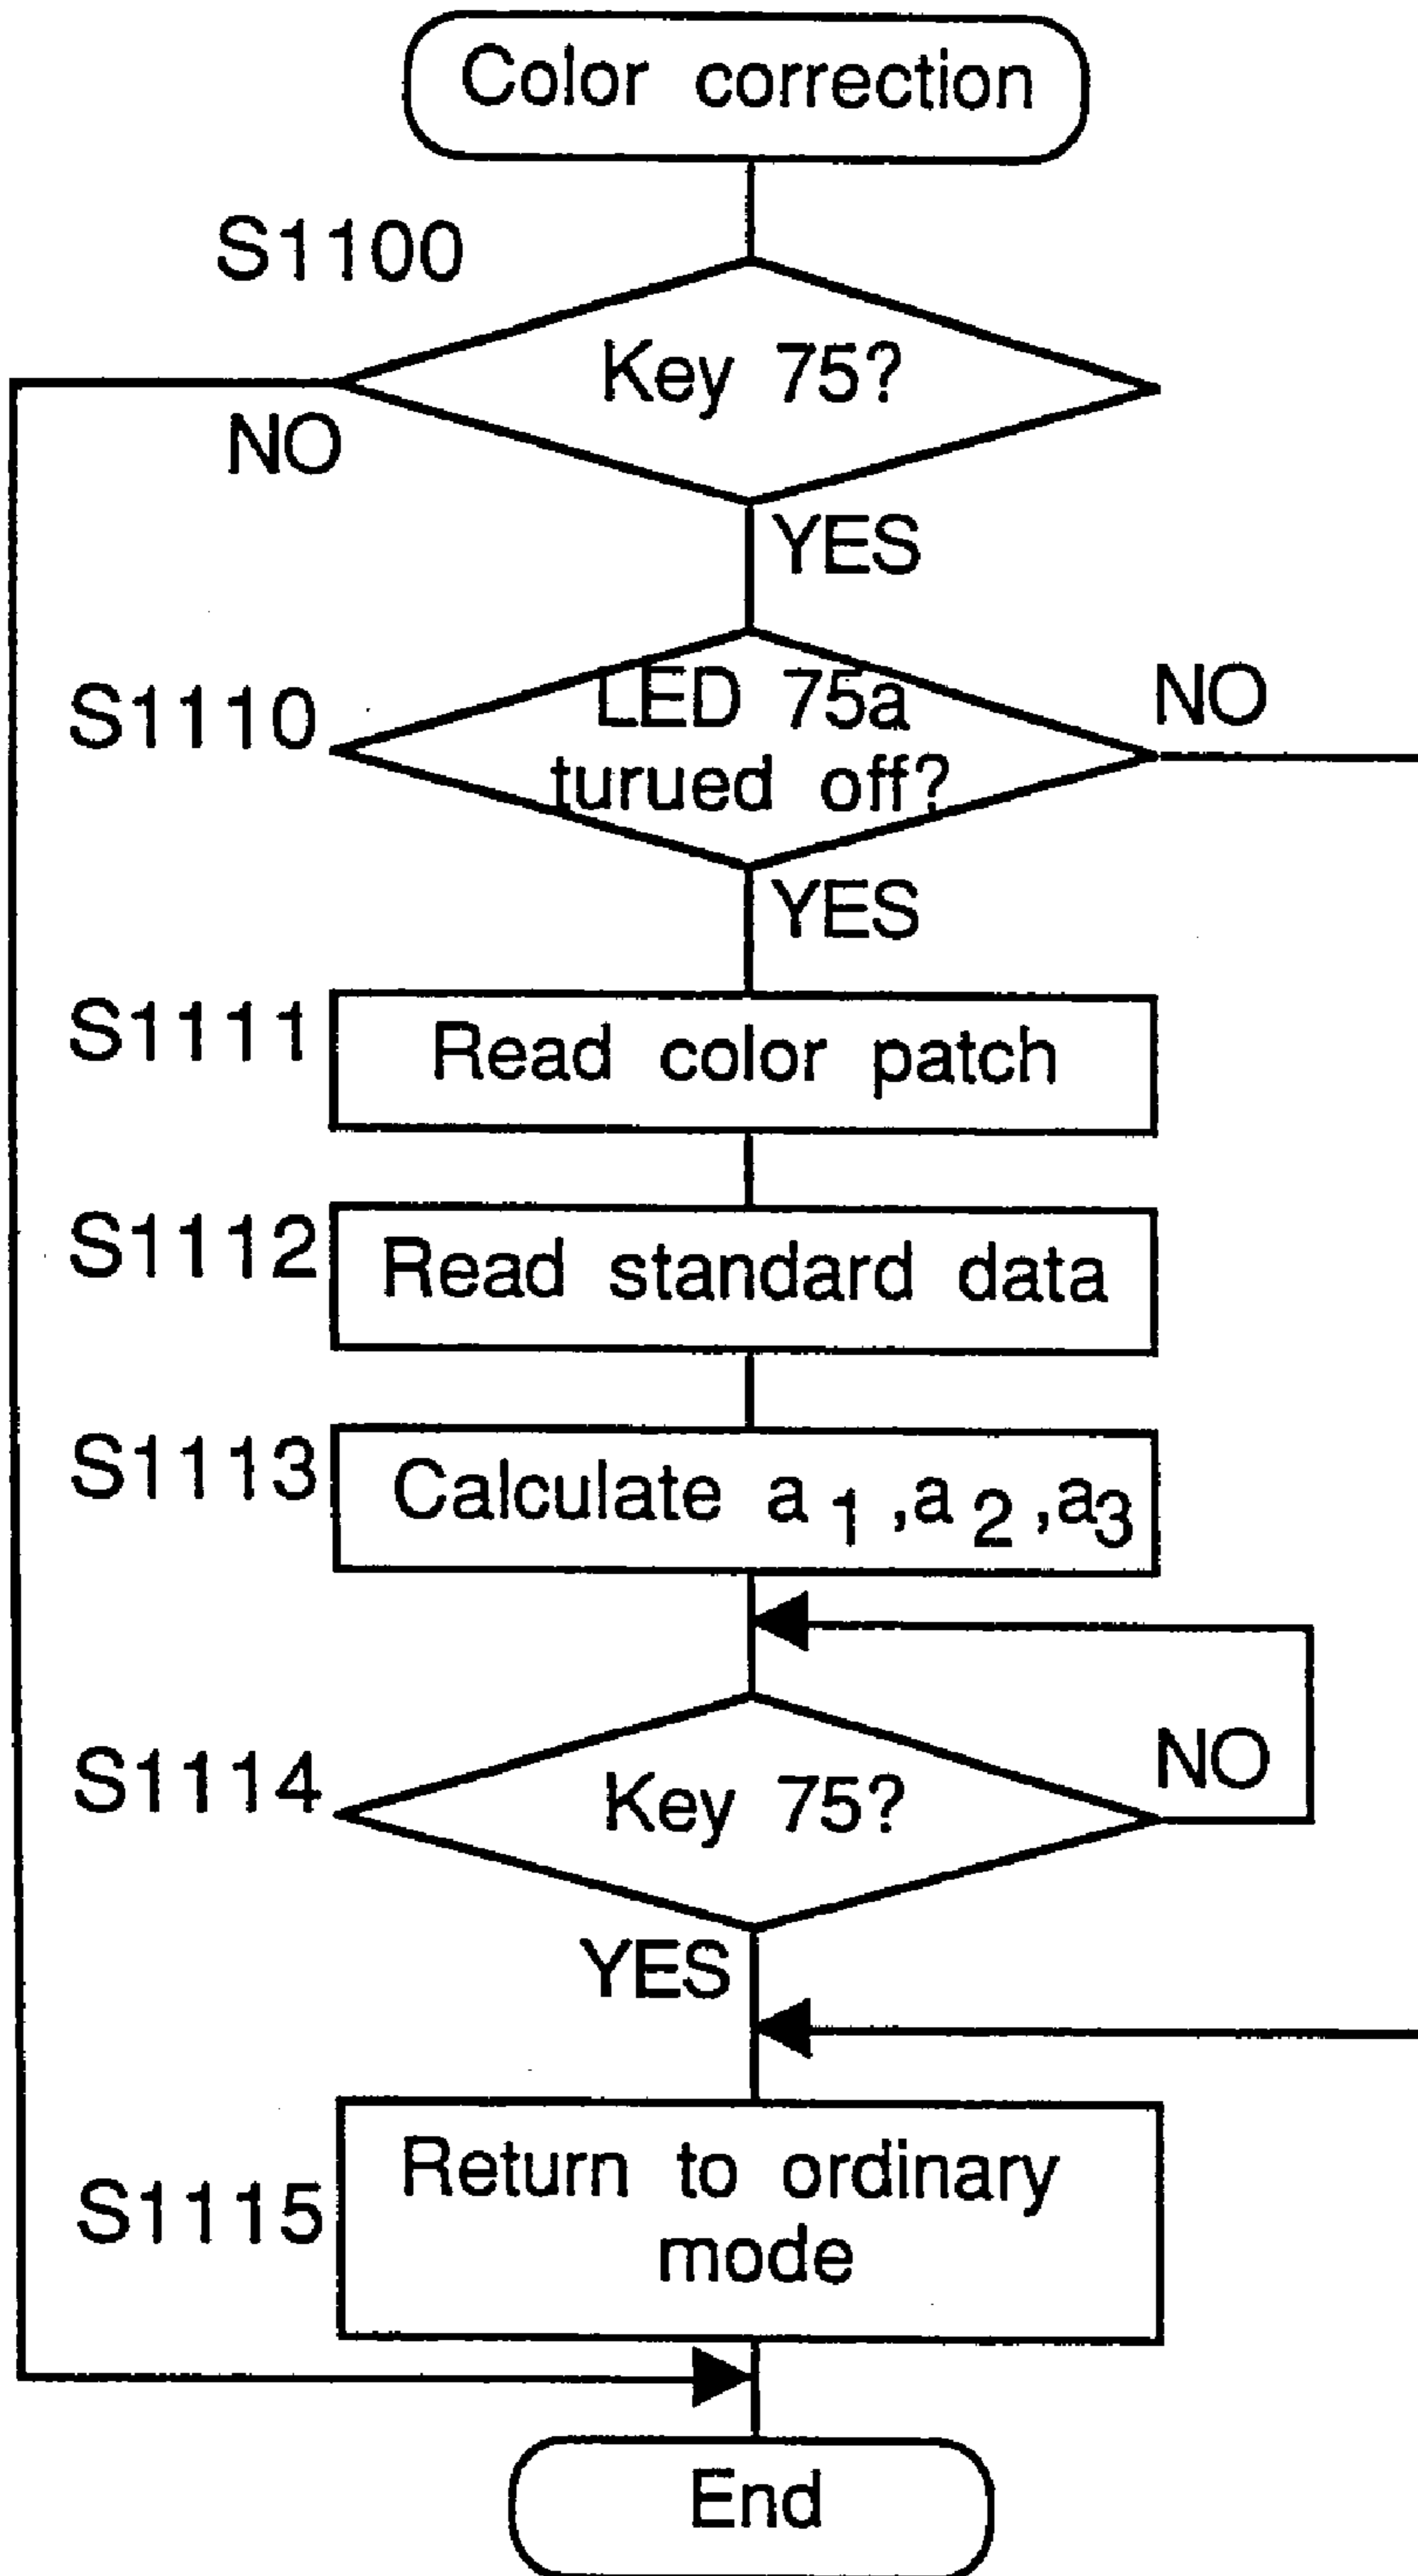 Color correction
S1100
Key 75?
NO
YES
S1110
LED 75a
turued off?
NO
YES
S1111
Read color patch
S1112
Read standard data
S1113
Calculate a1,a2,a3
S1114
Key 75?
NO
YES
S1115
Return to ordinary
mode
End